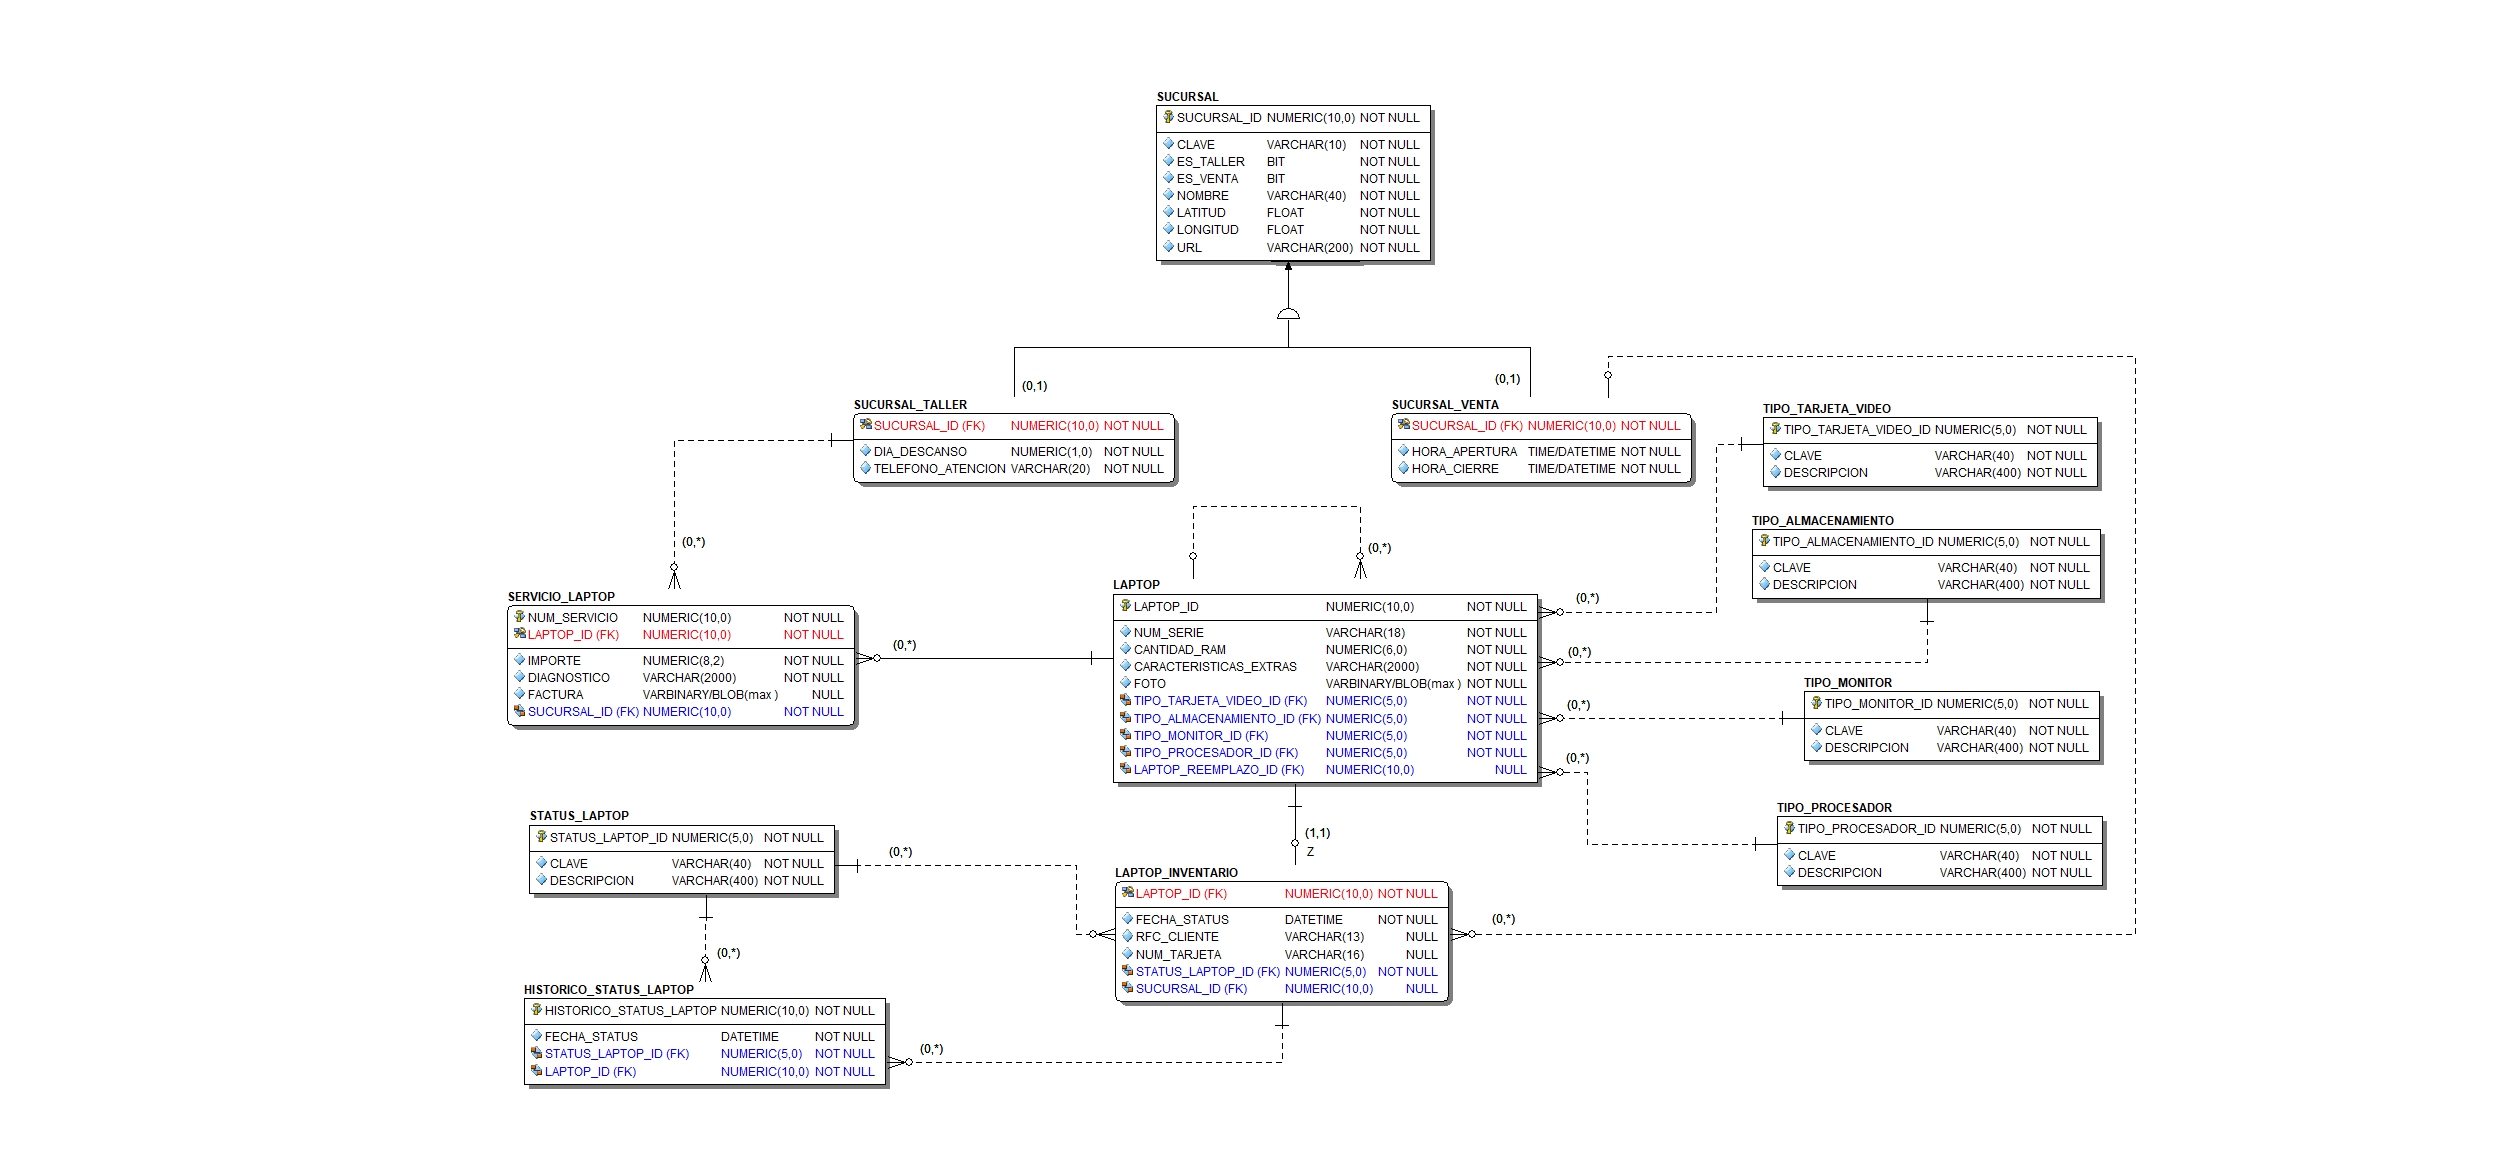 SUCURSAL
SUCURSAL_ID NUMERIC(10,0) NOT NULL
CLAVE VARCHAR(10) NOT NULL
ES_TALLER BIT NOT NULL
ES_VENTA BIT NOT NULL
NOMBRE VARCHAR(40) NOT NULL
LATITUD FLOAT NOT NULL
LONGITUD FLOAT NOT NULL
URL VARCHAR(200) NOT NULL
(0,1)
(0,1)
SUCURSAL_TALLER
SUCURSAL_ID (FK) NUMERIC(10,0) NOT NULL
DIA_DESCANSO NUMERIC(1,0) NOT NULL
TELEFONO_ATENCION VARCHAR(20) NOT NULL
SUCURSAL_VENTA
SUCURSAL_ID (FK) NUMERIC(10,0) NOT NULL
HORA_APERTURA TIME/DATETIME NOT NULL
HORA_CIERRE TIME/DATETIME NOT NULL
TIPO_TARJETA_VIDEO
TIPO_TARJETA_VIDEO_ID NUMERIC(5,0) NOT NULL
CLAVE VARCHAR(40) NOT NULL
DESCRIPCION VARCHAR(400) NOT NULL
TIPO_ALMACENAMIENTO
TIPO_ALMACENAMIENTO_ID NUMERIC(5,0) NOT NULL
CLAVE VARCHAR(40) NOT NULL
DESCRIPCION VARCHAR(400) NOT NULL
(0,*)
(0,*)
SERVICIO_LAPTOP
NUM_SERVICIO NUMERIC(10,0) NOT NULL
LAPTOP_ID (FK) NUMERIC(10,0) NOT NULL
IMPORTE NUMERIC(8,2) NOT NULL
DIAGNOSTICO VARCHAR(2000) NOT NULL
FACTURA VARBINARY/BLOB(max) NULL
SUCURSAL_ID (FK) NUMERIC(10,0) NOT NULL
(0,*)
LAPTOP
LAPTOP_ID NUMERIC(10,0) NOT NULL
NUM_SERIE VARCHAR(18) NOT NULL
CANTIDAD_RAM NUMERIC(6,0) NOT NULL
CARACTERISTICAS_EXTRAS VARCHAR(2000) NOT NULL
FOTO VARBINARY/BLOB(max) NOT NULL
TIPO_TARJETA_VIDEO_ID (FK) NUMERIC(5,0) NOT NULL
TIPO_ALMACENAMIENTO_ID (FK) NUMERIC(5,0) NOT NULL
TIPO_MONITOR_ID (FK) NUMERIC(5,0) NOT NULL
TIPO_PROCESADOR_ID (FK) NUMERIC(5,0) NOT NULL
LAPTOP_REEMPLAZO_ID (FK) NUMERIC(10,0) NULL
(0,*)
(0,*)
(0,*)
(0,*)
TIPO_MONITOR
TIPO_MONITOR_ID NUMERIC(5,0) NOT NULL
CLAVE VARCHAR(40) NOT NULL
DESCRIPCION VARCHAR(400) NOT NULL
TIPO_PROCESADOR
TIPO_PROCESADOR_ID NUMERIC(5,0) NOT NULL
CLAVE VARCHAR(40) NOT NULL
DESCRIPCION VARCHAR(400) NOT NULL
STATUS_LAPTOP
STATUS_LAPTOP_ID NUMERIC(5,0) NOT NULL
CLAVE VARCHAR(40) NOT NULL
DESCRIPCION VARCHAR(400) NOT NULL
(0,*)
(1,1)
Z
LAPTOP_INVENTARIO
LAPTOP_ID (FK) NUMERIC(10,0) NOT NULL
FECHA_STATUS DATETIME NOT NULL
RFC_CLIENTE VARCHAR(13) NULL
NUM_TARJETA VARCHAR(16) NULL
STATUS_LAPTOP_ID (FK) NUMERIC(5,0) NOT NULL
SUCURSAL_ID (FK) NUMERIC(10,0) NULL
(0,*)
(0,*)
HISTORICO_STATUS_LAPTOP
HISTORICO_STATUS_LAPTOP NUMERIC(10,0) NOT NULL
FECHA_STATUS DATETIME NOT NULL
STATUS_LAPTOP_ID (FK) NUMERIC(5,0) NOT NULL
LAPTOP_ID (FK) NUMERIC(10,0) NOT NULL
(0,*)